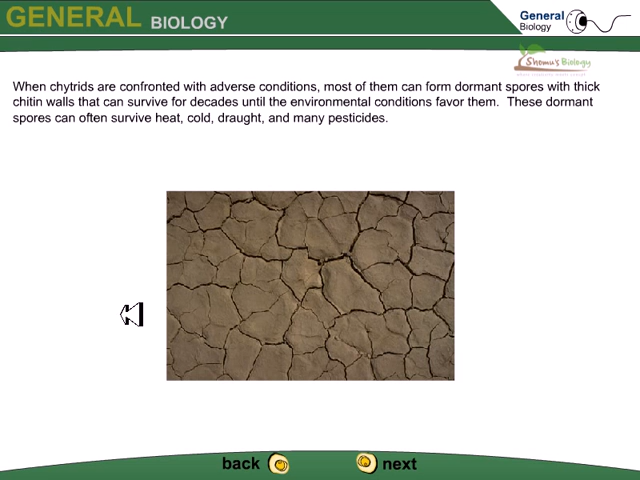 GENERAL BIOLOGY
General
Biology
Shomu's Biology
When chytrids are confronted with adverse conditions, most of them can form dormant spores with thick
chitin walls that can survive for decades until the environmental conditions favor them. These dormant
spores can often survive heat, cold, draught, and many pesticides.
back
next